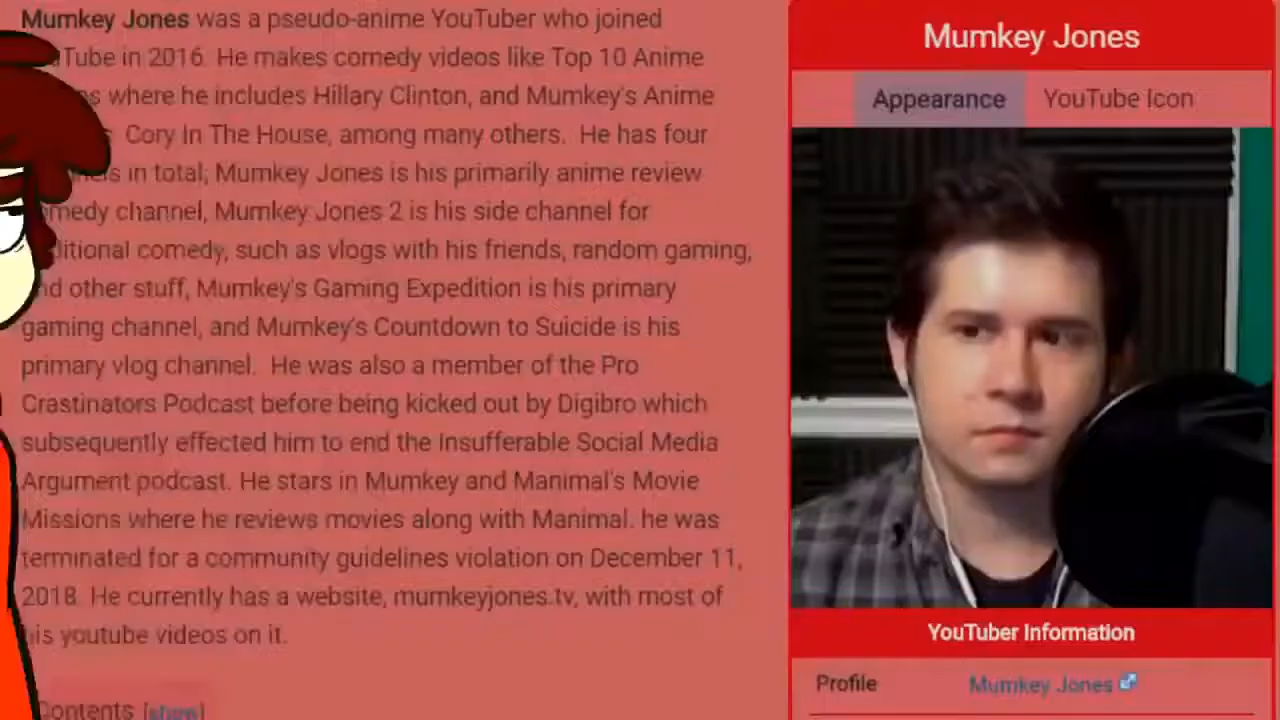 Mumkey Jones was a pseudo-anime YouTuber who joined
Tube in 2016. He makes comedy videos like Top 10 Anime
s where he includes Hillary Clinton, and Mumkey's Anime
Cory In The House, among many others. He has four
in total; Mumkey Jones is his primarily anime review
medy channel, Mumkey Jones 2 is his side channel for
ditional comedy, such as vlogs with his friends, random gaming,
and other stuff, Mumkey's Gaming Expedition is his primary
gaming channel, and Mumkey's Countdown to Suicide is his
primary vlog channel. He was also a member of the Pro
Crastinators Podcast before being kicked out by Digibro which
subsequently effected him to end the Insufferable Social Media
Argument podcast. He stars in Mumkey and Manimal's Movie
Missions where he reviews movies along with Manimal. he was
terminated for a community guidelines violation on December 11,
2018. He currently has a website, mumkeyjones.tv, with most of
his youtube videos on it.
Contents [show]
Mumkey Jones
Appearance YouTube Icon
YouTuber Information
Profile Mumkey Jones